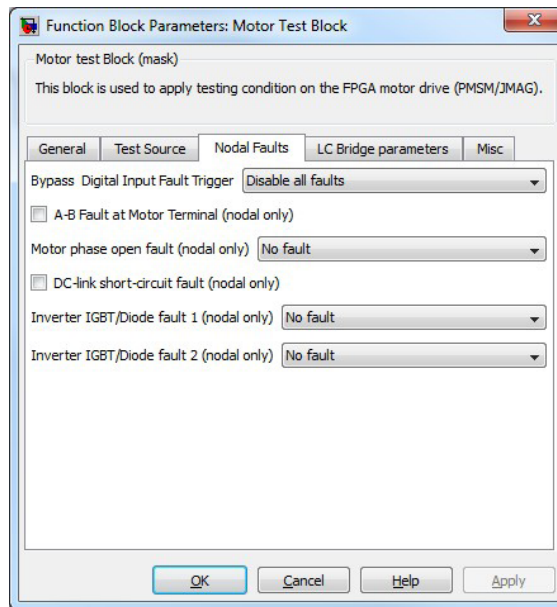 Function Block Parameters: Motor Test Block
Motor test Block (mask)
This block is used to apply testing condition on the FPGA motor drive (PMSM/JMAG).
General Test Source Nodal Faults LC Bridge parameters Misc
Bypass Digital Input Fault Trigger Disable all faults
A-B Fault at Motor Terminal (nodal only)
Motor phase open fault (nodal only) No fault
DC-link short-circuit fault (nodal only)
Inverter IGBT/Diode fault 1 (nodal only) No fault
Inverter IGBT/Diode fault 2 (nodal only) No fault
OK Cancel Help Apply